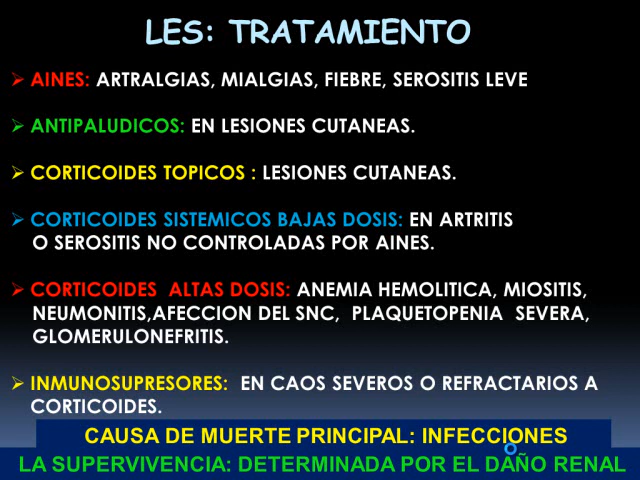 LES: TRATAMIENTO
➢ AINES: ARTRALGIAS, MIALGIAS, FIEBRE, SEROSITIS LEVE
➢ ANTIPALUDICOS: EN LESIONES CUTANEAS.
➢ CORTICOIDES TOPICOS : LESIONES CUTANEAS.
➢ CORTICOIDES SISTEMICOS BAJAS DOSIS: EN ARTRITIS
O SEROSITIS NO CONTROLADAS POR AINES.
➢ CORTICOIDES ALTAS DOSIS: ANEMIA HEMOLITICA, MIOSITIS,
NEUMONITIS,AFECCION DEL SNC, PLAQUETOPENIA SEVERA,
GLOMERULONEFRITIS.
➢ INMUNOSUPRESORES: EN CAOS SEVEROS O REFRACTARIOS A
CORTICOIDES.
CAUSA DE MUERTE PRINCIPAL: INFECCIONES
LA SUPERVIVENCIA: DETERMINADA POR EL DAÑO RENAL